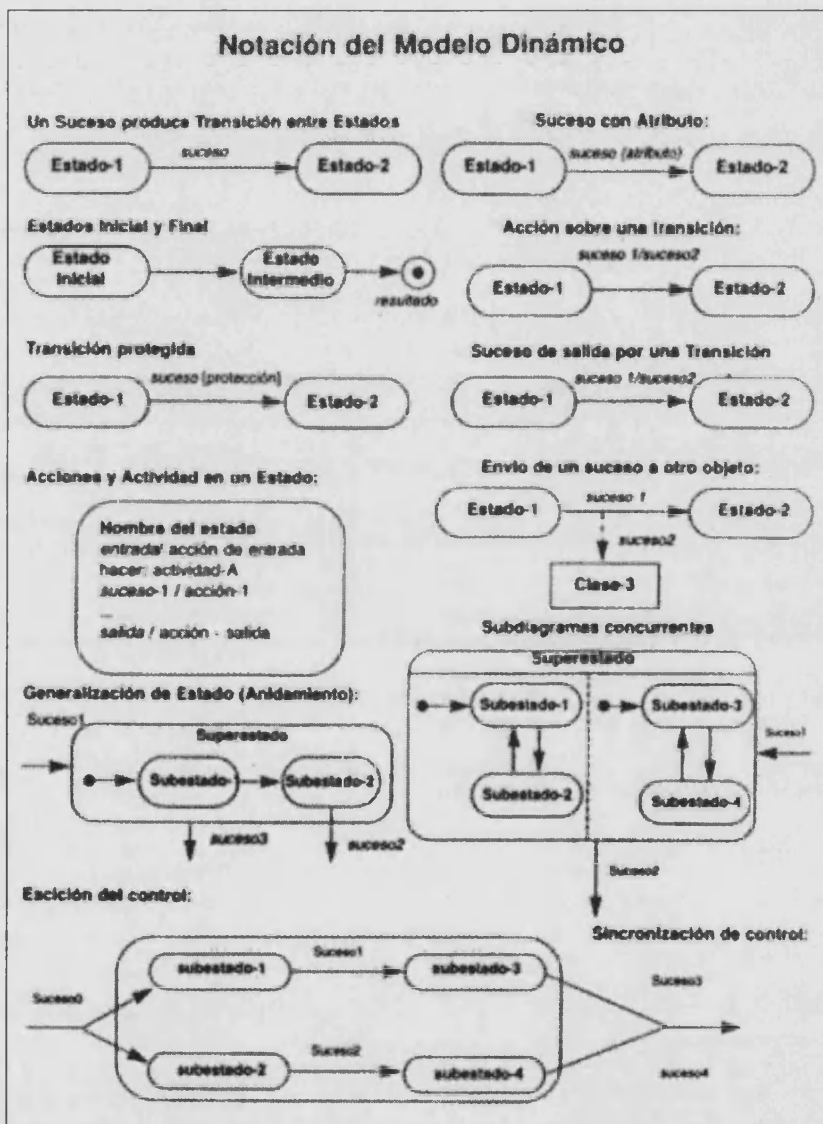 Notación del Modelo Dinámico
Un Suceso produce Transición entre Estados
Estado-1
suceso
Estado-2
Suceso con Atributo:
Estado-1
suceso (atributo)
Estado-2
Estados Inicial y Final
Estado
Inicial
Estado
Intermedio
resultado
Acción sobre una transición:
suceso 1/suceso2
Estado-1
Estado-2
Transición protegida
suceso [protección]
Estado-1
Estado-2
Suceso de salida por una Transición
suceso 1/suceso2
Estado-1
Estado-2
Acciones y Actividad en un Estado:
Nombre del estado
entrada/ acción de entrada
hacer: actividad-A
suceso-1 / acción-1
...
salida / acción - salida
Envio de un suceso a otro objeto:
suceso 1
Estado-1
Estado-2
suceso2
Clase-3
Subdiagramas concurrentes
Superestado
Subestado-1
Subestado-3
Suceso1
Subestado-2
Subestado-4
Suceso2
Generalización de Estado (Anidamiento):
Suceso1
Superestado
Subestado-1
Subestado-2
suceso3
suceso2
Escición del control:
Sincronización de control:
Suceso0
subestado-1
Suceso1
subestado-3
Suceso3
subestado-2
Suceso2
subestado-4
suceso4